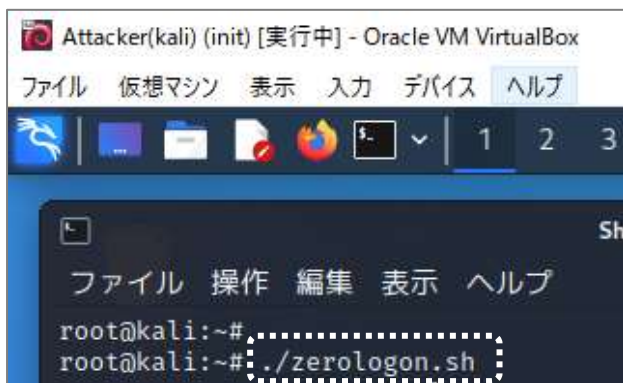 Attacker(kali) (init) [実行中] - Oracle VM VirtualBox
ファイル 仮想マシン 表示 入力 デバイス ヘルプ
1 2 3
Sh
ファイル 操作 編集 表示 ヘルプ
root@kali:~#
root@kali:~# ./zerologon.sh